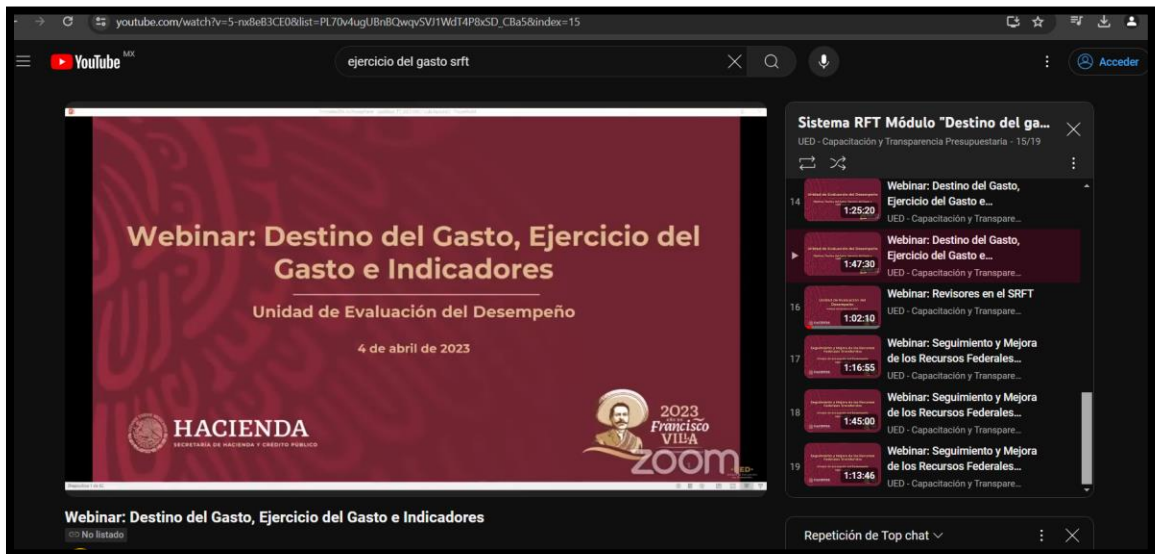 youtube.com/watch?v=5-nx8eB3CE0&list=PL70v4ugUBnBQwqvSVJ1WdT4P8xSD_CBa5&index=15
YouTube MX
ejercicio del gasto srft
Acceder
Webinar: Destino del Gasto, Ejercicio del
Gasto e Indicadores
Unidad de Evaluación del Desempeño
4 de abril de 2023
HACIENDA
SECRETARÍA DE HACIENDA Y CRÉDITO PÚBLICO
2023
Francisco
VILLA
zoom
UED
Webinar: Destino del Gasto, Ejercicio del Gasto e Indicadores
No listado
Sistema RFT Módulo "Destino del ga...
UED - Capacitación y Transparencia Presupuestaria - 15/19
14
1:25:20
Webinar: Destino del Gasto,
Ejercicio del Gasto e...
UED - Capacitación y Transpare...
1:47:30
Webinar: Destino del Gasto,
Ejercicio del Gasto e...
UED - Capacitación y Transpare...
16
1:02:10
Webinar: Revisores en el SRFT
UED - Capacitación y Transpare...
17
1:16:55
Webinar: Seguimiento y Mejora
de los Recursos Federales...
UED - Capacitación y Transpare...
18
1:45:00
Webinar: Seguimiento y Mejora
de los Recursos Federales...
UED - Capacitación y Transpare...
19
1:13:46
Webinar: Seguimiento y Mejora
de los Recursos Federales...
UED - Capacitación y Transpare...
Repetición de Top chat